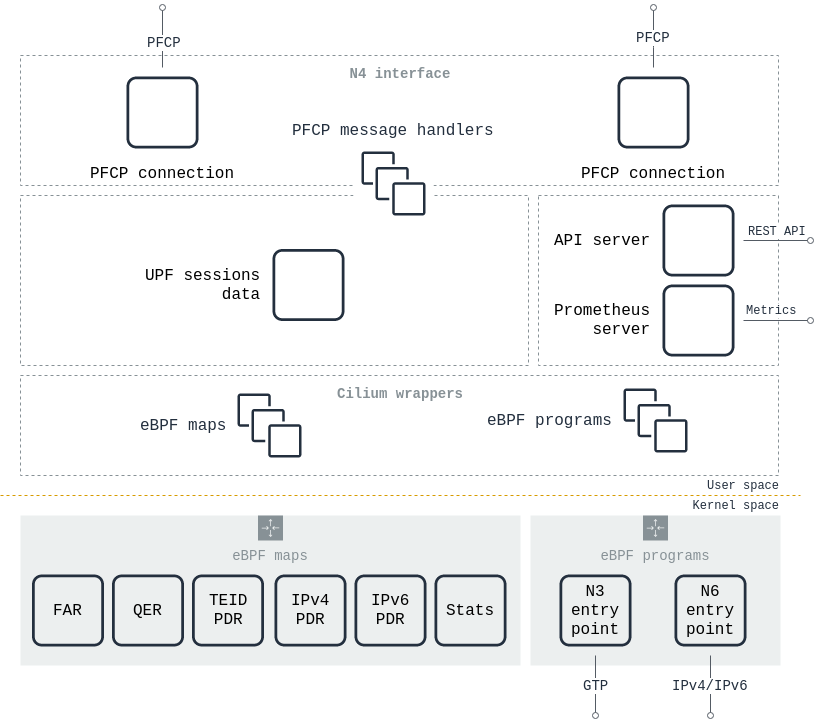 PFCP
PFCP
N4 interface
PFCP message handlers
PFCP connection
PFCP connection
API server
REST API
UPF sessions
data
Prometheus
server
Metrics
Cilium wrappers
eBPF maps
eBPF programs
User space
Kernel space
eBPF maps
eBPF programs
FAR
QER
TEID
PDR
IPv4
PDR
IPv6
PDR
Stats
N3
entry
point
N6
entry
point
GTP
IPv4/IPv6